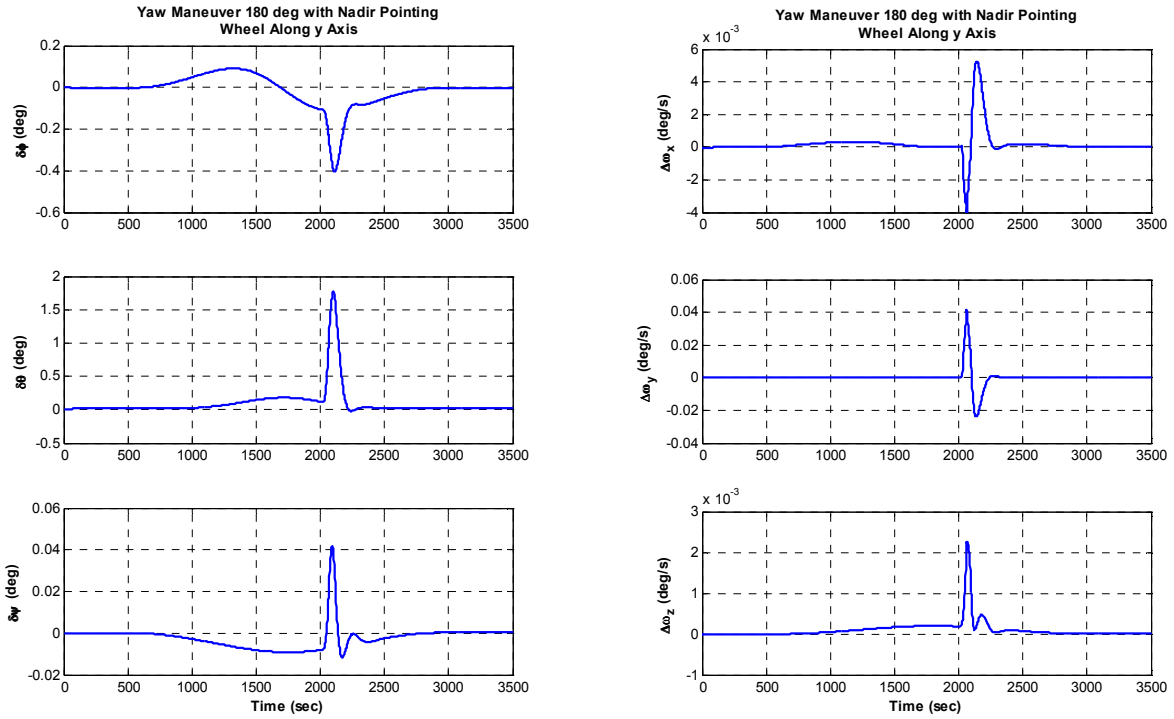 Yaw Maneuver 180 deg with Nadir Pointing
Wheel Along y Axis
0.2
0
-0.2
-0.4
-0.6
δϕ (deg)
0 500 1000 1500 2000 2500 3000 3500
2
1.5
1
0.5
0
-0.5
δθ (deg)
0 500 1000 1500 2000 2500 3000 3500
0.06
0.04
0.02
0
-0.02
δψ (deg)
0 500 1000 1500 2000 2500 3000 3500
Time (sec)
Yaw Maneuver 180 deg with Nadir Pointing
Wheel Along y Axis
x 10⁻³
6
4
2
0
-2
-4
Δωx (deg/s)
0 500 1000 1500 2000 2500 3000 3500
0.06
0.04
0.02
0
-0.02
-0.04
Δωy (deg/s)
0 500 1000 1500 2000 2500 3000 3500
x 10⁻³
3
2
1
0
-1
Δωz (deg/s)
0 500 1000 1500 2000 2500 3000 3500
Time (sec)